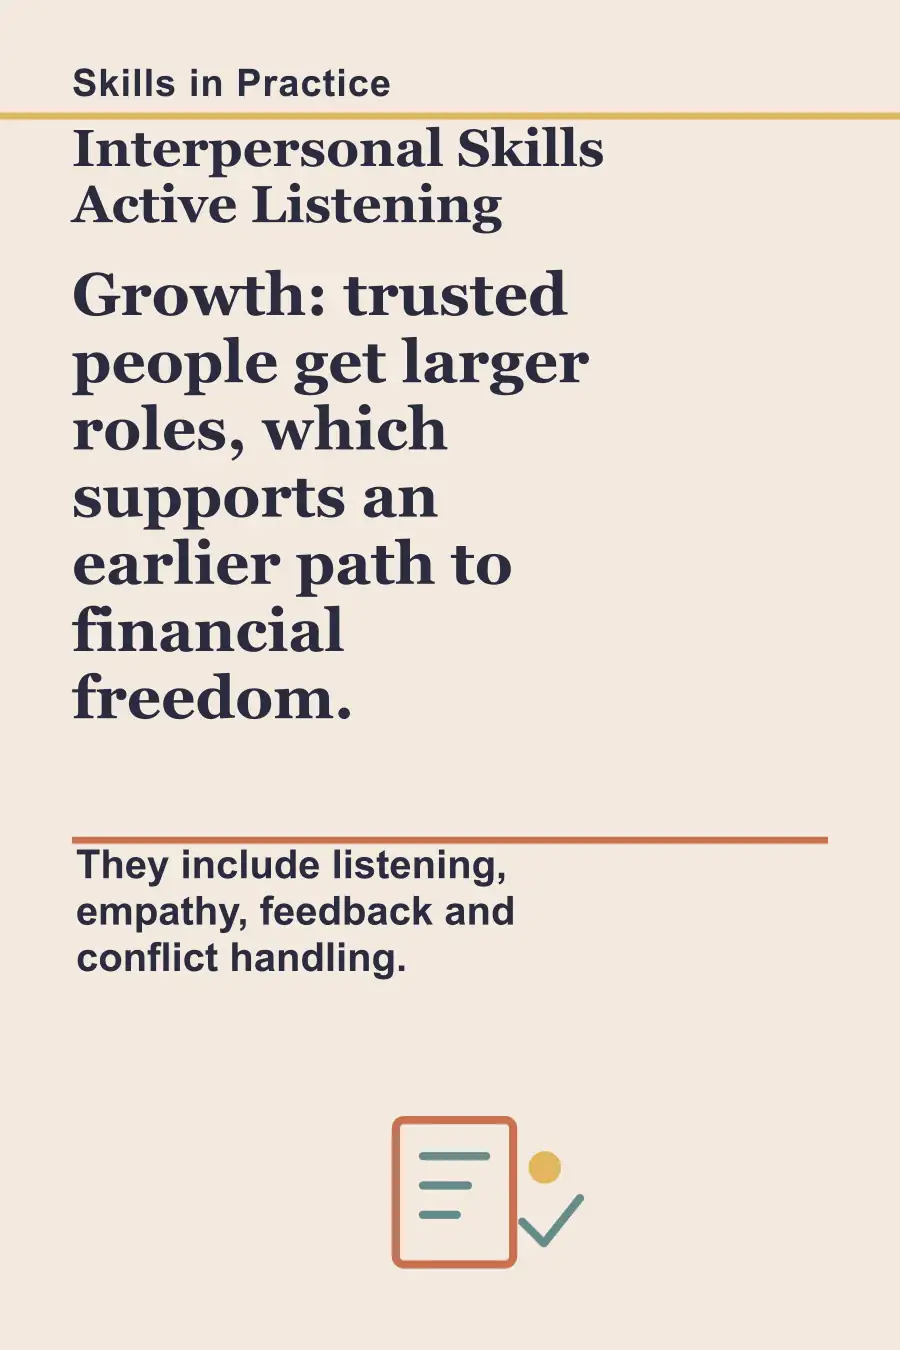 Skills in Practice
Interpersonal Skills
Active Listening
Growth: trusted
people get larger
roles, which
supports an
earlier path to
financial
freedom.
They include listening,
empathy, feedback and
conflict handling.